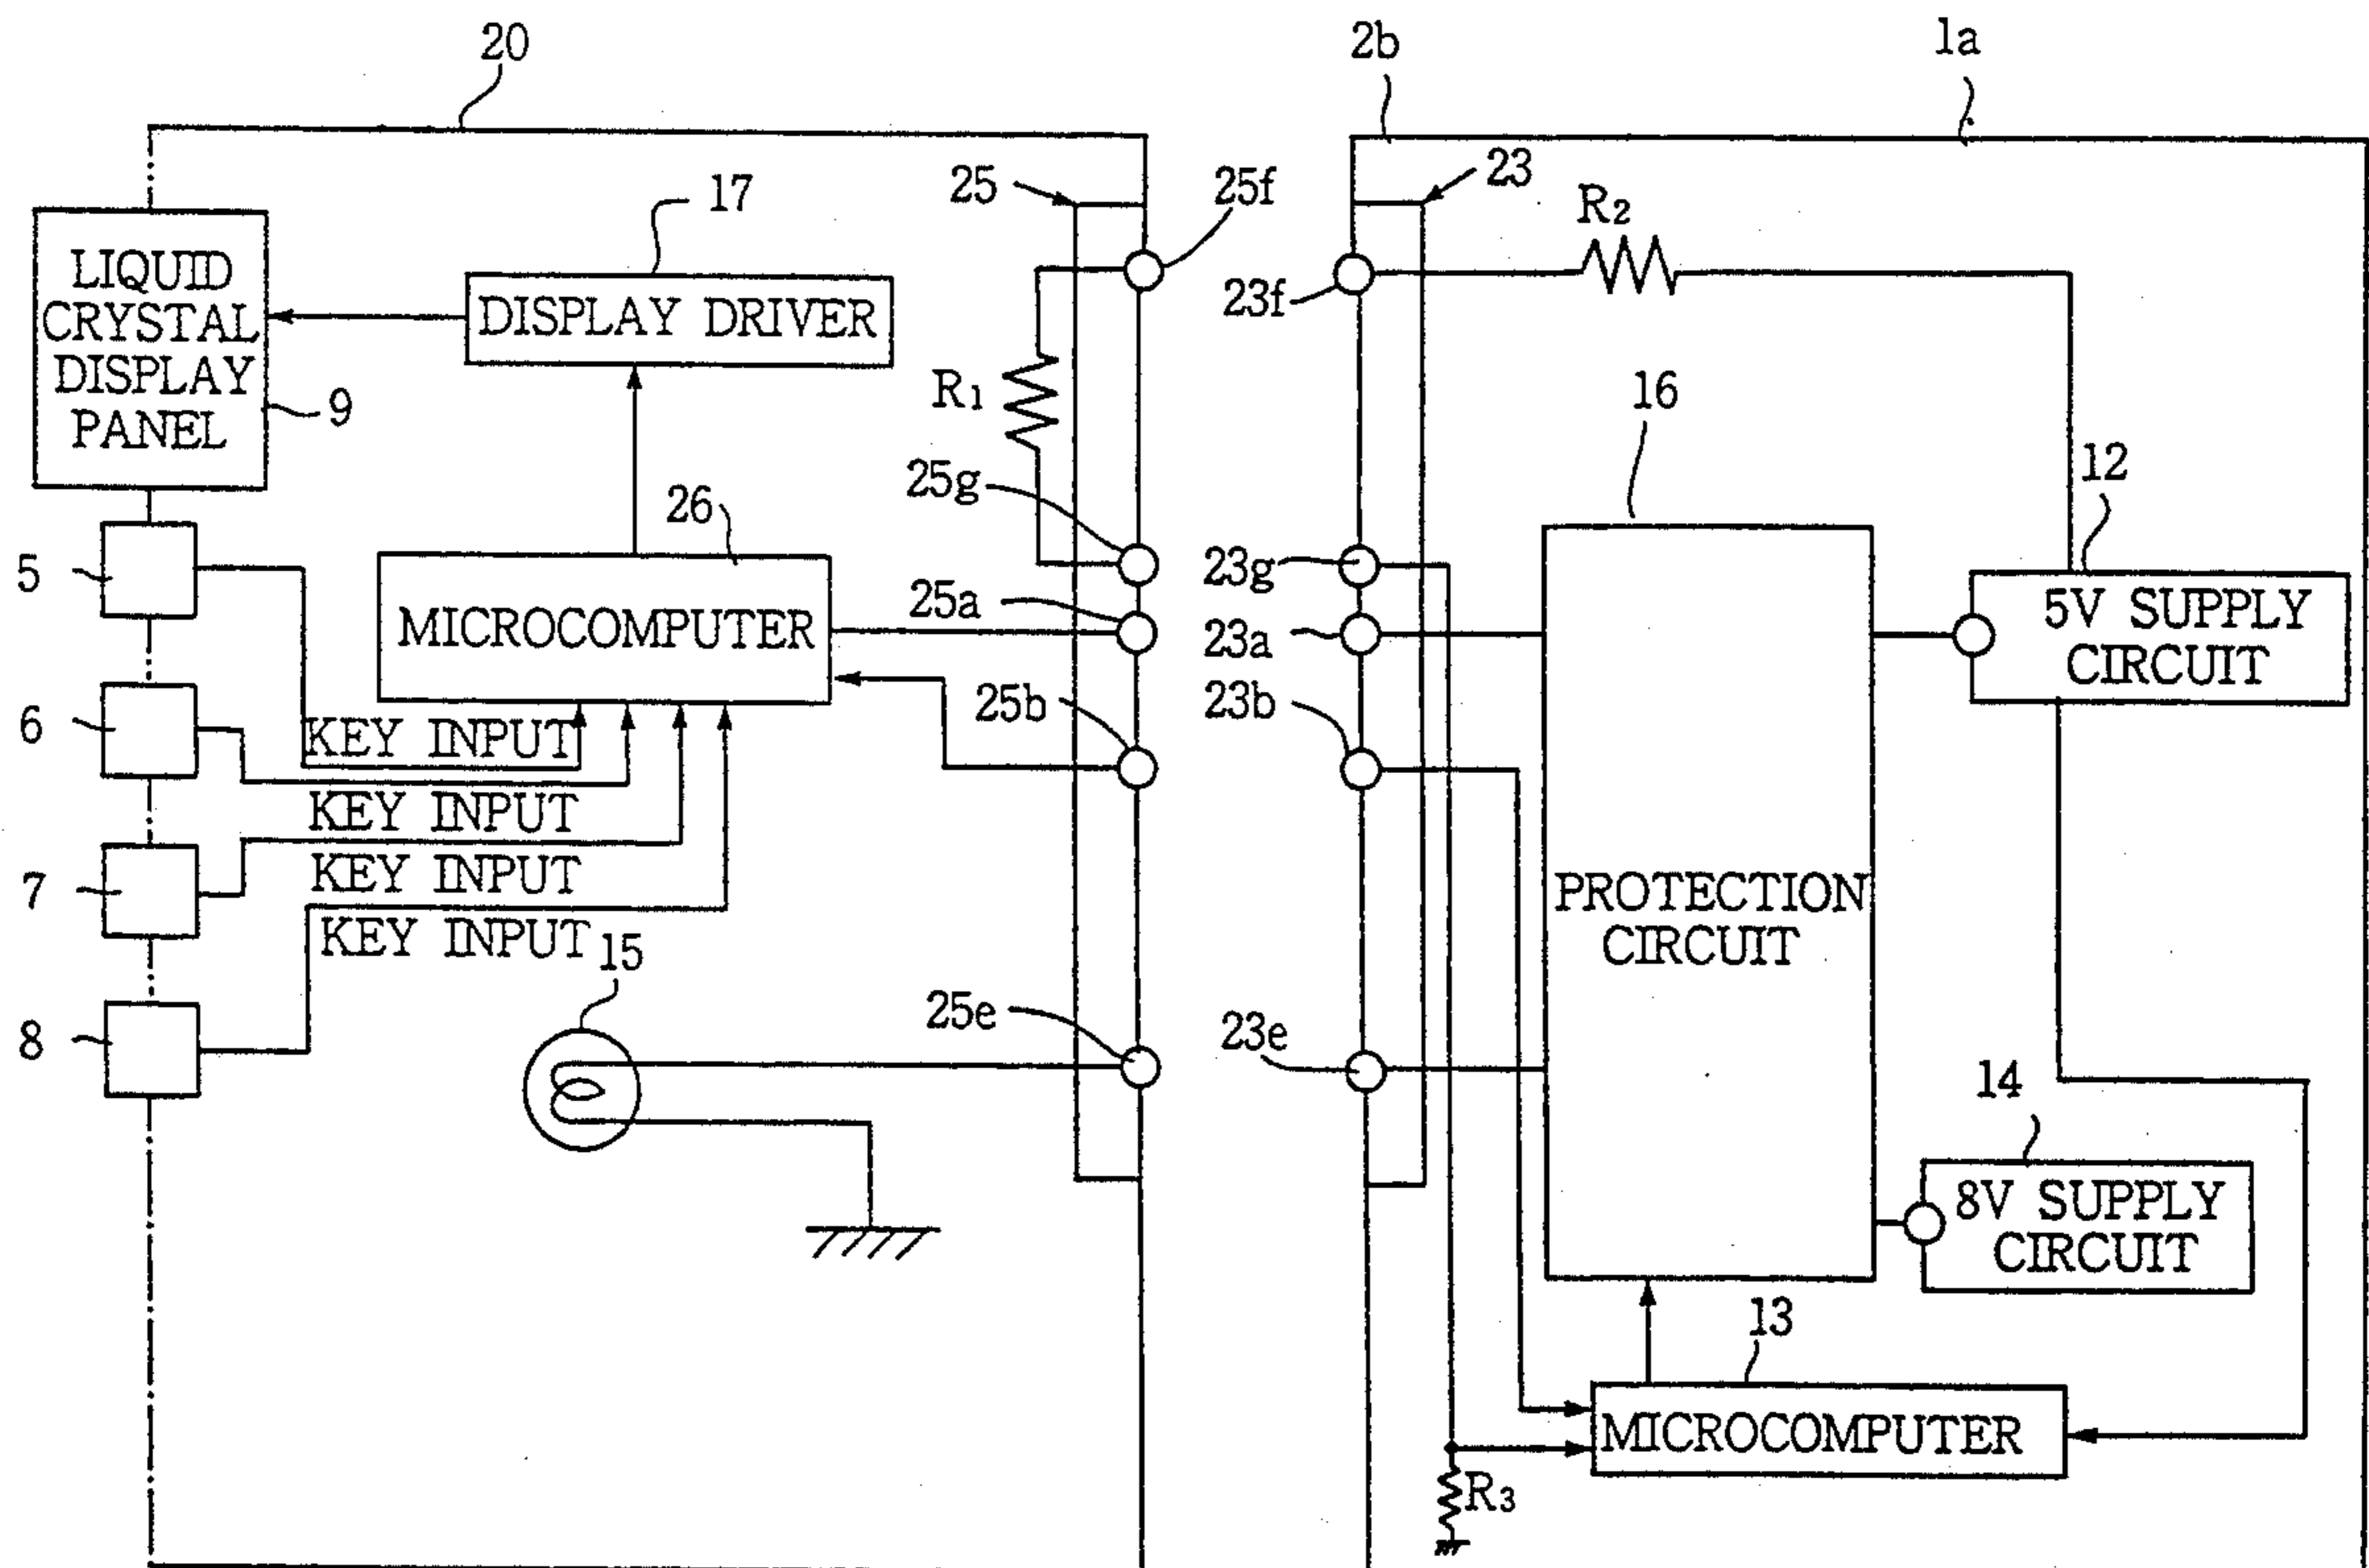 20
2b
1a
25
25f
23
R2
17
LIQUID
CRYSTAL
DISPLAY
PANEL
9
DISPLAY DRIVER
R1
23f
16
12
25g
26
5
MICROCOMPUTER
25a
23g
23a
5V SUPPLY
CIRCUIT
6
KEY INPUT
25b
23b
KEY INPUT
7
KEY INPUT
PROTECTION
CIRCUIT
KEY INPUT
15
8
25e
23e
14
8V SUPPLY
CIRCUIT
13
MICROCOMPUTER
R3